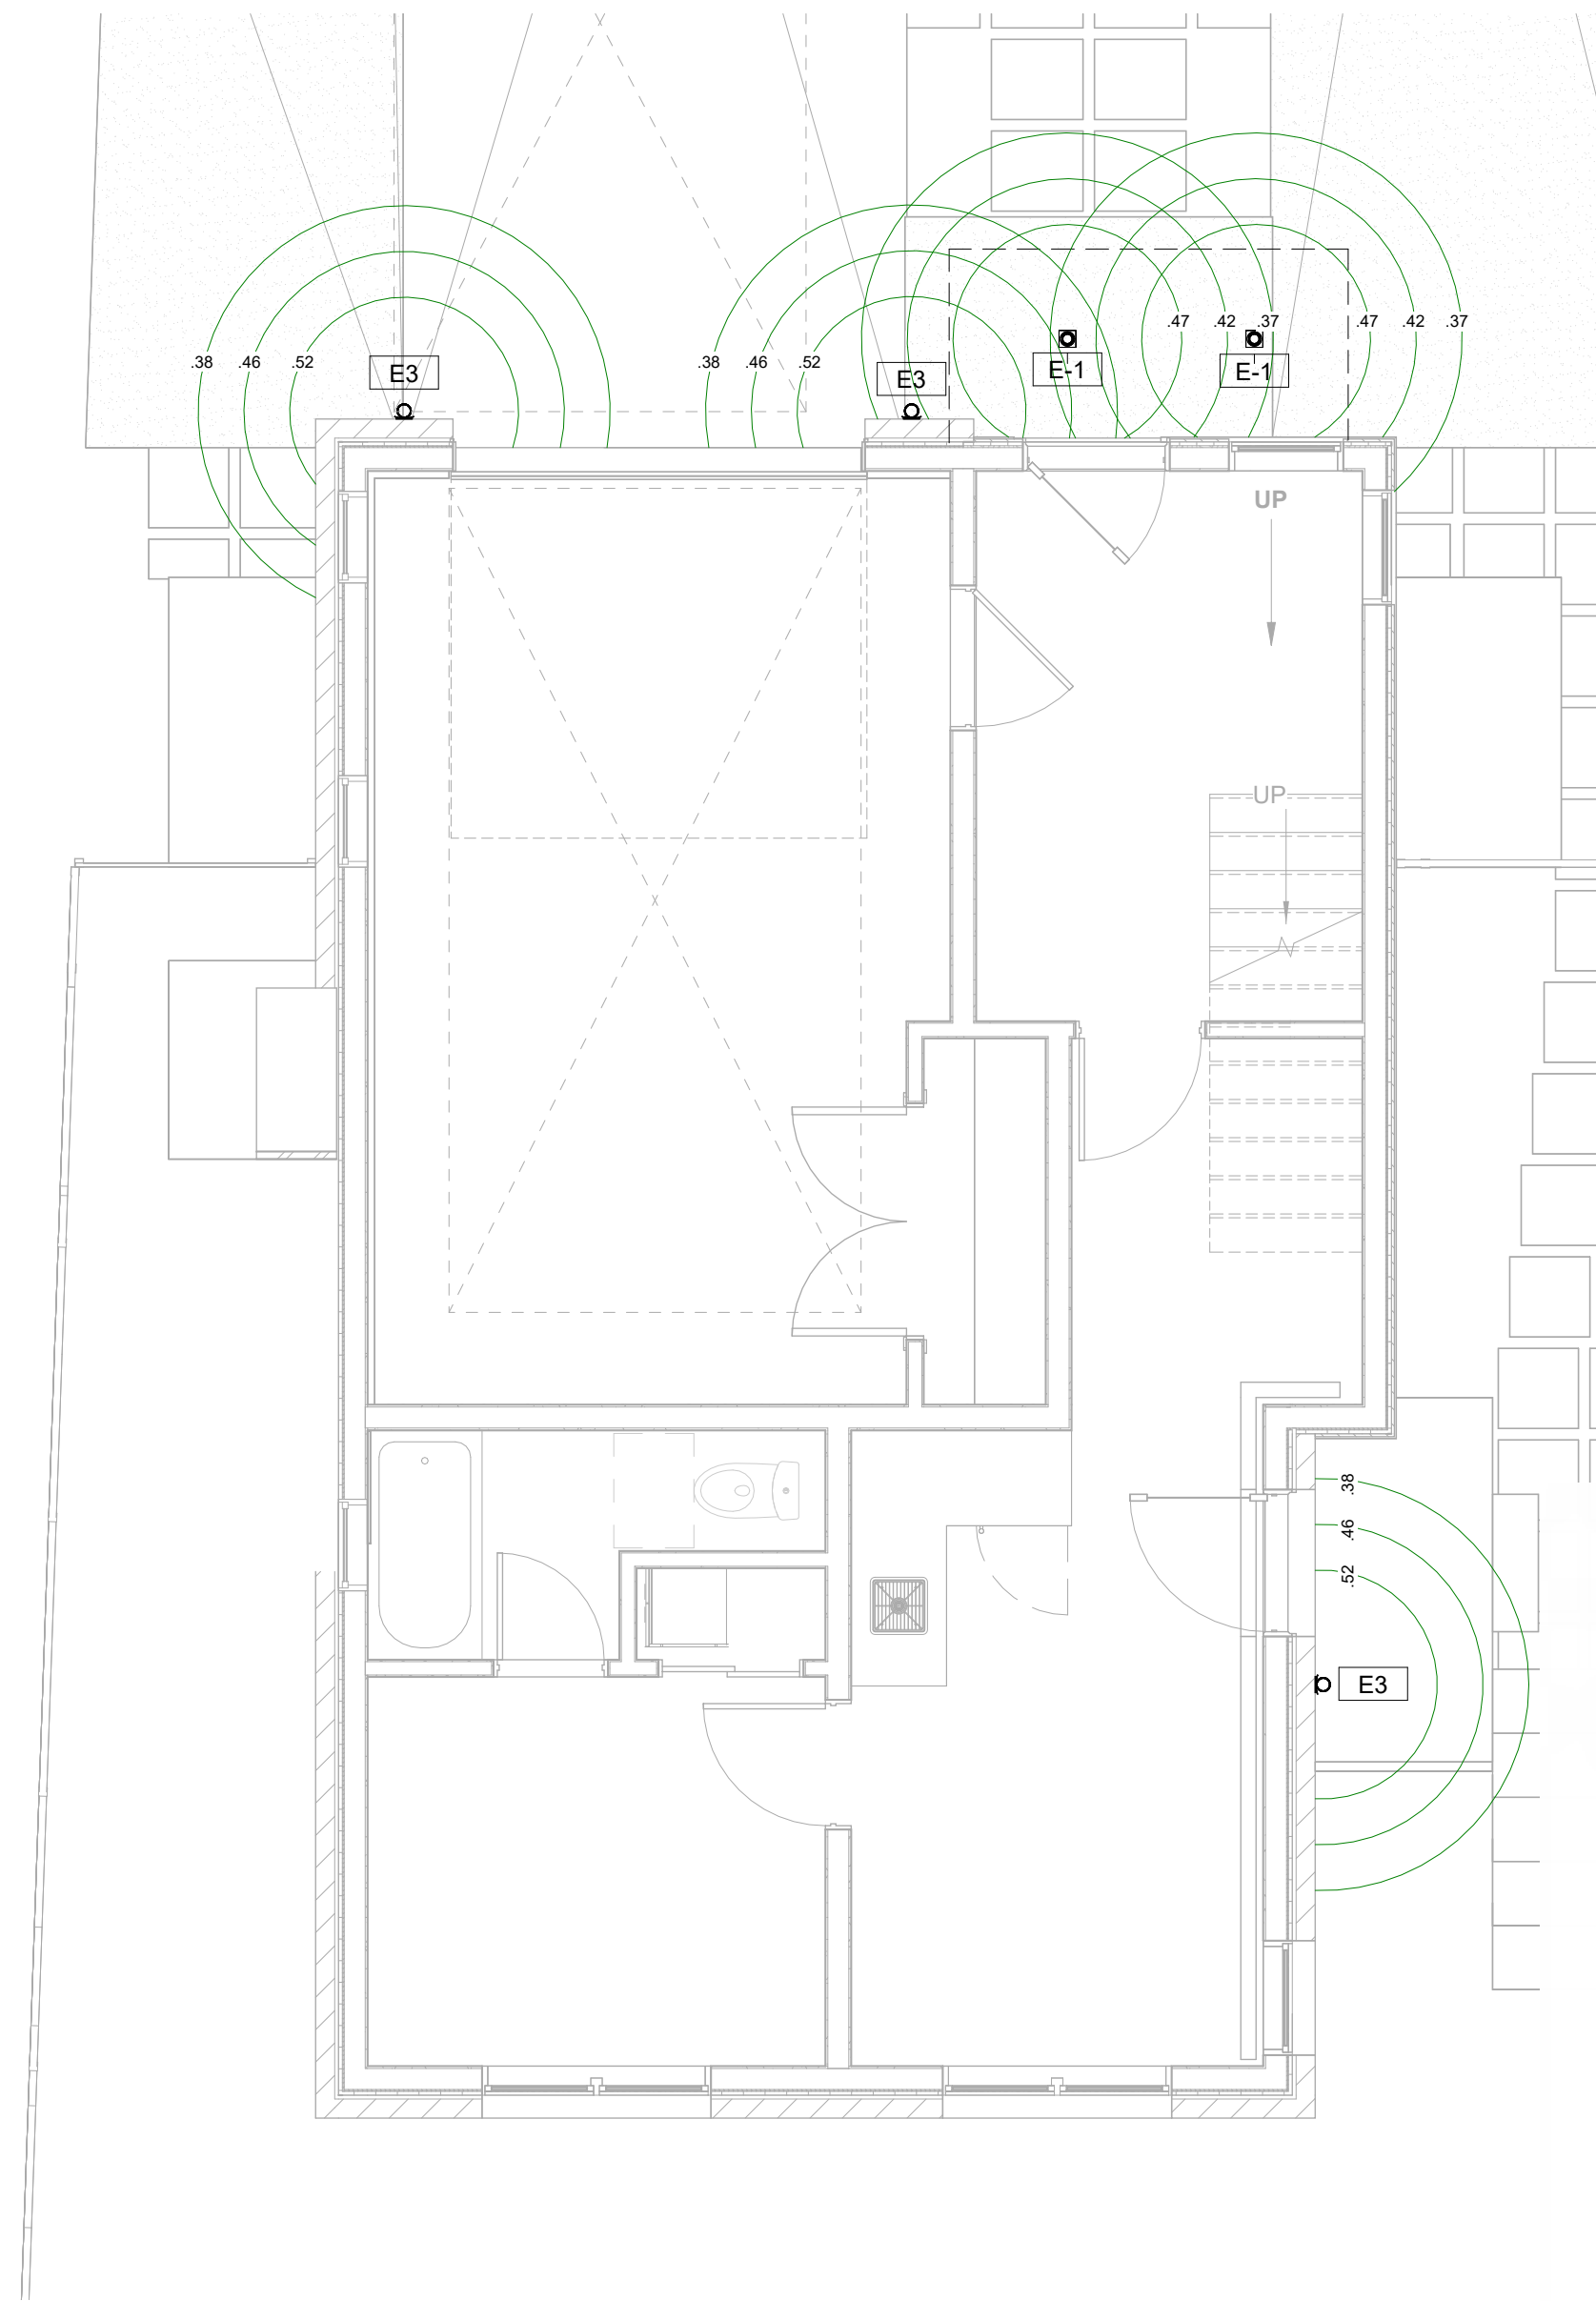 .47 .42 .37 .47 .42 .37
.38 .46 .52 .38 .46 .52
E3 E3 E-1 E-1
UP
UP
.38
.46
.52
E3